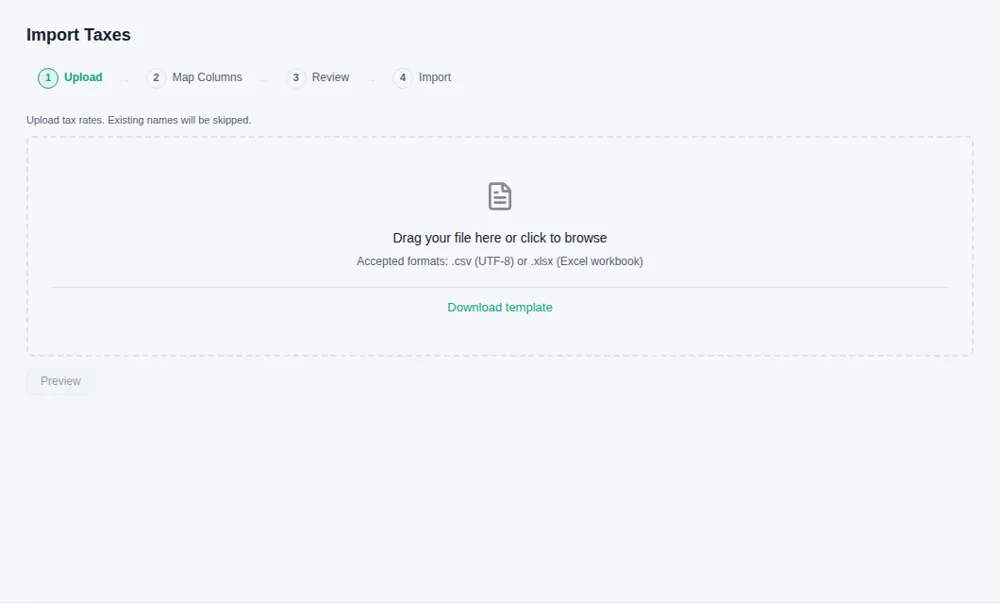 Import Taxes
1 Upload → 2 Map Columns → 3 Review → 4 Import
Upload tax rates. Existing names will be skipped.
Drag your file here or click to browse
Accepted formats: .csv (UTF-8) or .xlsx (Excel workbook)
Download template
Preview